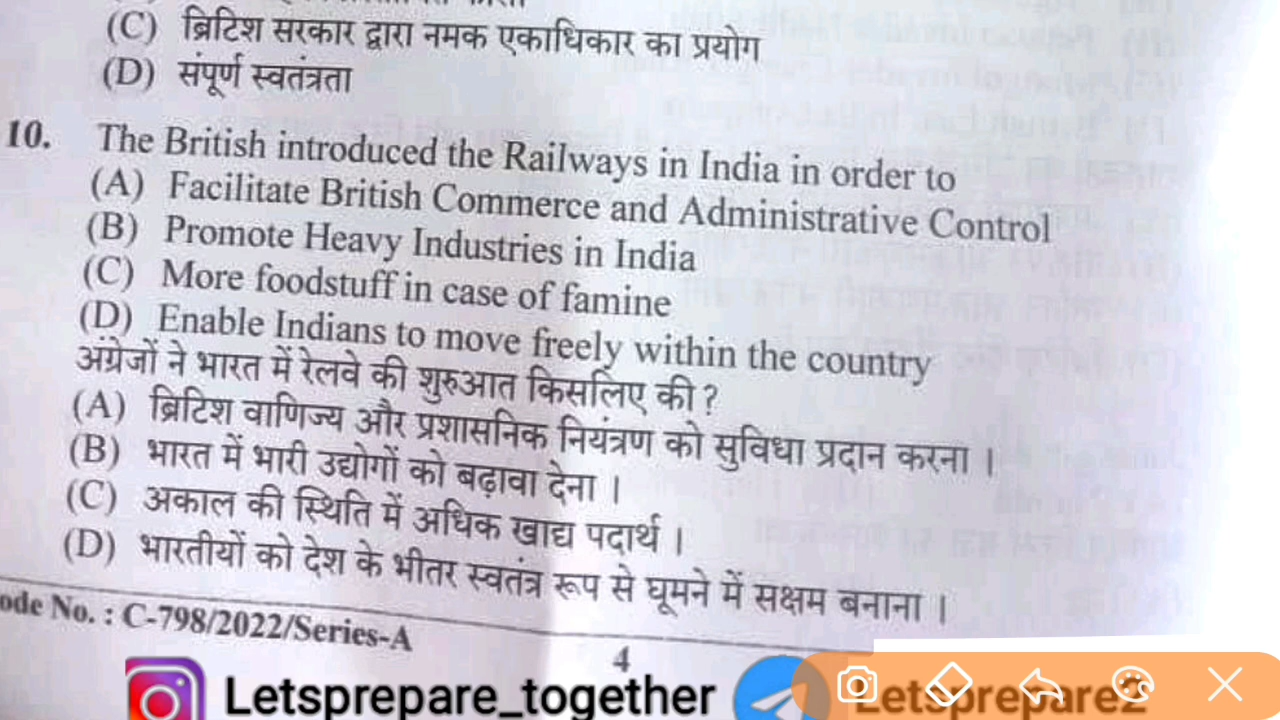 (C) ब्रिटिश सरकार द्वारा नमक एकाधिकार का प्रयोग
(D) संपूर्ण स्वतंत्रता
10. The British introduced the Railways in India in order to
(A) Facilitate British Commerce and Administrative Control
(B) Promote Heavy Industries in India
(C) More foodstuff in case of famine
(D) Enable Indians to move freely within the country
अंग्रेजों ने भारत में रेलवे की शुरुआत किसलिए की ?
(A) ब्रिटिश वाणिज्य और प्रशासनिक नियंत्रण को सुविधा प्रदान करना ।
(B) भारत में भारी उद्योगों को बढ़ावा देना ।
(C) अकाल की स्थिति में अधिक खाद्य पदार्थ ।
(D) भारतीयों को देश के भीतर स्वतंत्र रूप से घूमने में सक्षम बनाना ।
ode No. : C-798/2022/Series-A
4
Letsprepare_together
Letsprepare2